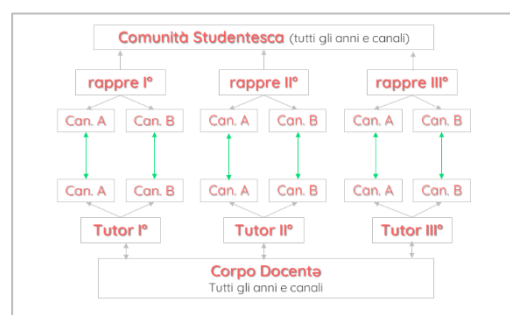 Comunità Studentesca (tutti gli anni e canali)
rappre I° rappre II° rappre III°
Can. A Can. B Can. A Can. B Can. A Can. B
Can. A Can. B Can. A Can. B Can. A Can. B
Tutor I° Tutor II° Tutor III°
Corpo Docentə
Tutti gli anni e canali